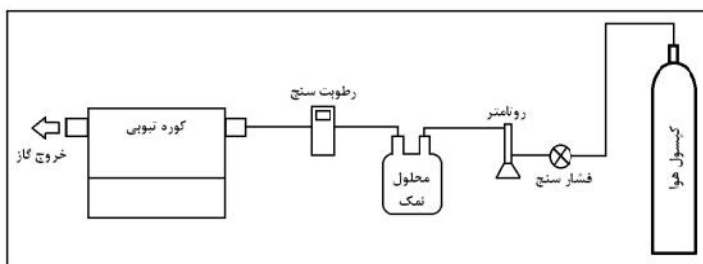 رطوبت سنج
روتامتر
کوره تیوبی
خروج گاز
محلول
نمک
فشار سنج
کپسول هوا